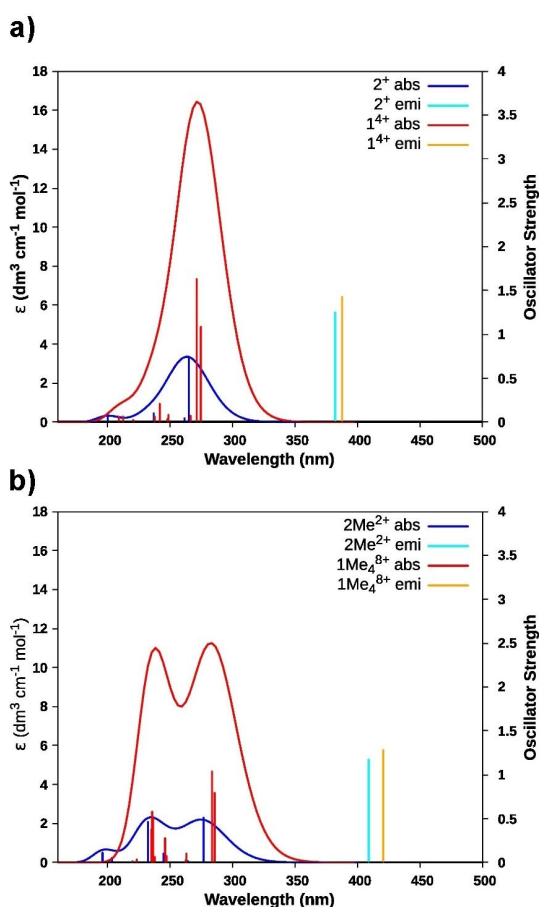 a)
18
16
14
12
10
8
6
4
2
0
ε (dm³ cm⁻¹ mol⁻¹)
4
3.5
3
2.5
2
1.5
1
0.5
0
Oscillator Strength
2⁺ abs
2⁺ emi
1⁴⁺ abs
1⁴⁺ emi
200 250 300 350 400 450 500
Wavelength (nm)
b)
18
16
14
12
10
8
6
4
2
0
ε (dm³ cm⁻¹ mol⁻¹)
4
3.5
3
2.5
2
1.5
1
0.5
0
Oscillator Strength
2Me²⁺ abs
2Me²⁺ emi
1Me₄⁸⁺ abs
1Me₄⁸⁺ emi
200 250 300 350 400 450 500
Wavelength (nm)